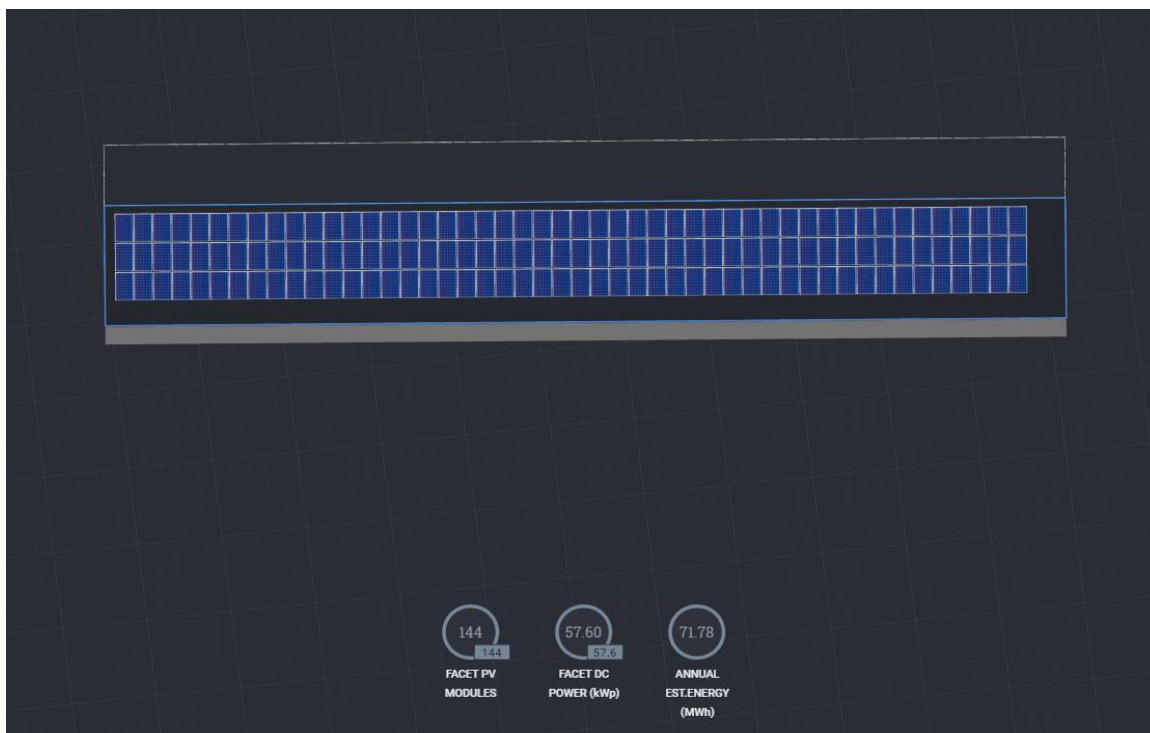 144
144
FACET PV
MODULES
57.60
57.6
FACET DC
POWER (kWp)
71.78
ANNUAL
EST.ENERGY
(MWh)